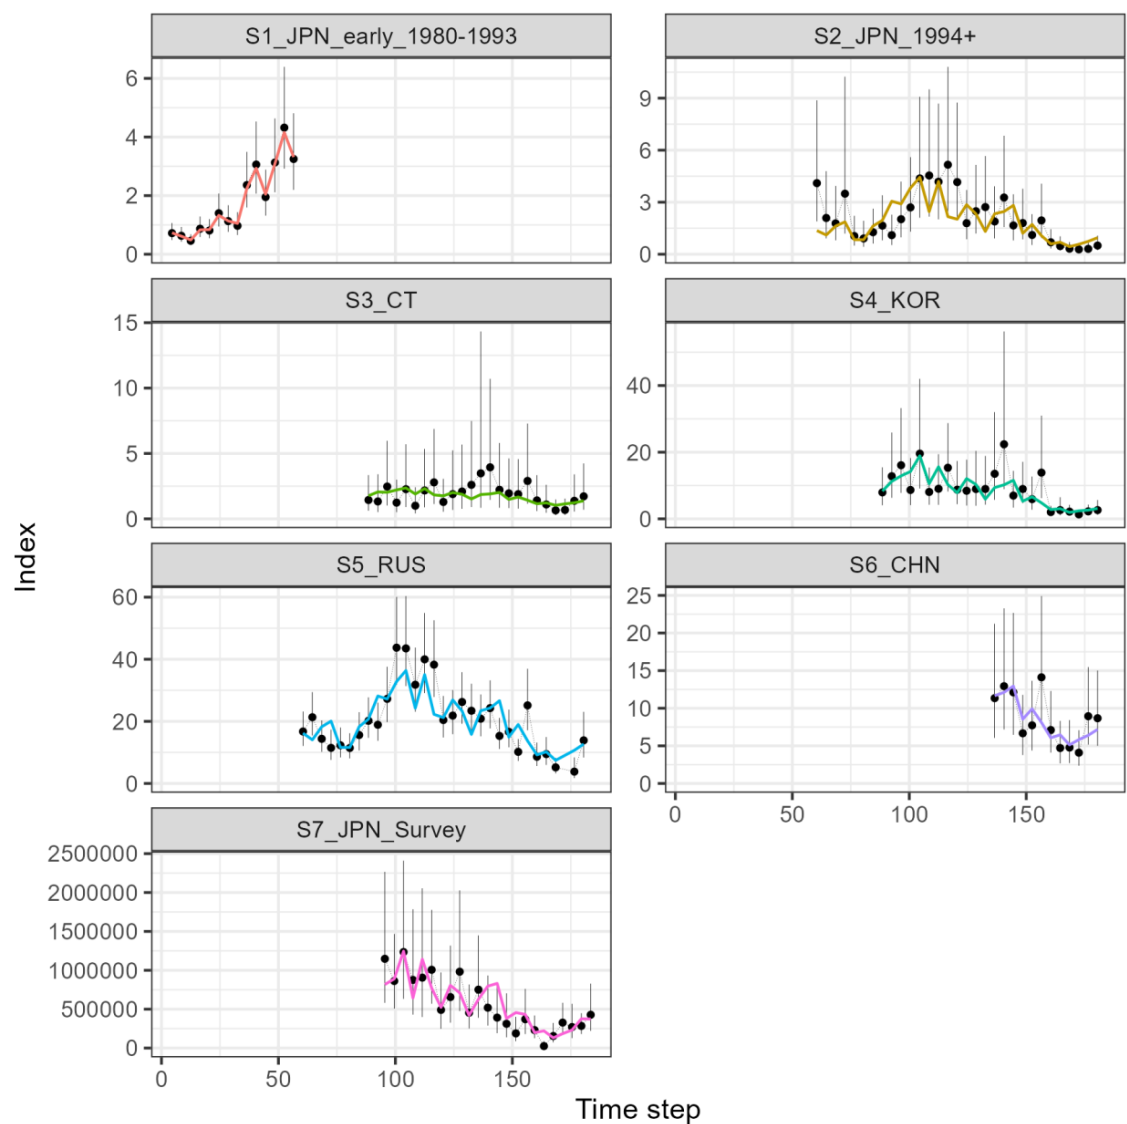 S1_JPN_early_1980-1993
6
4
2
0
S2_JPN_1994+
9
6
3
0
S3_CT
15
10
5
0
S4_KOR
40
20
0
S5_RUS
60
40
20
0
S6_CHN
25
20
15
10
5
0
0 50 100 150
S7_JPN_Survey
2500000
2000000
1500000
1000000
500000
0
0 50 100 150
Index
Time step